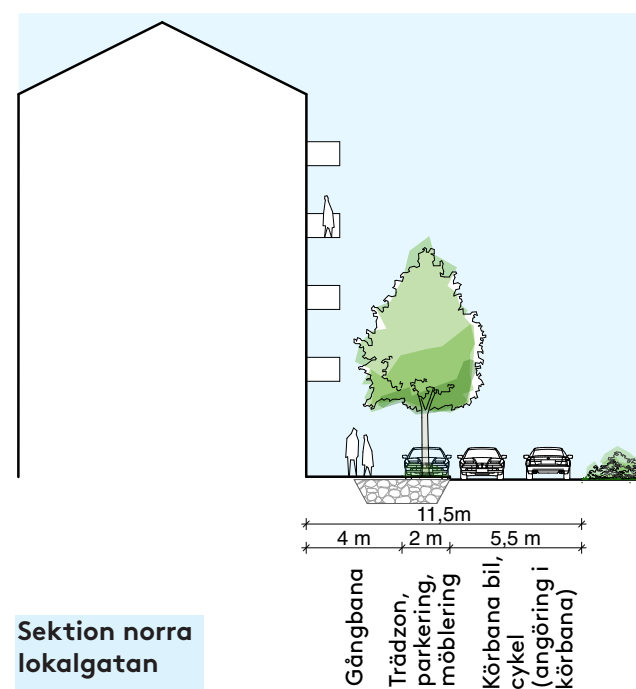 11,5m
4 m 2 m 5,5 m
Gångbana
Trädzon,
parkering,
möblering
Körbana bil,
cykel
(angöring i
körbana)
Sektion norra
lokalgatan